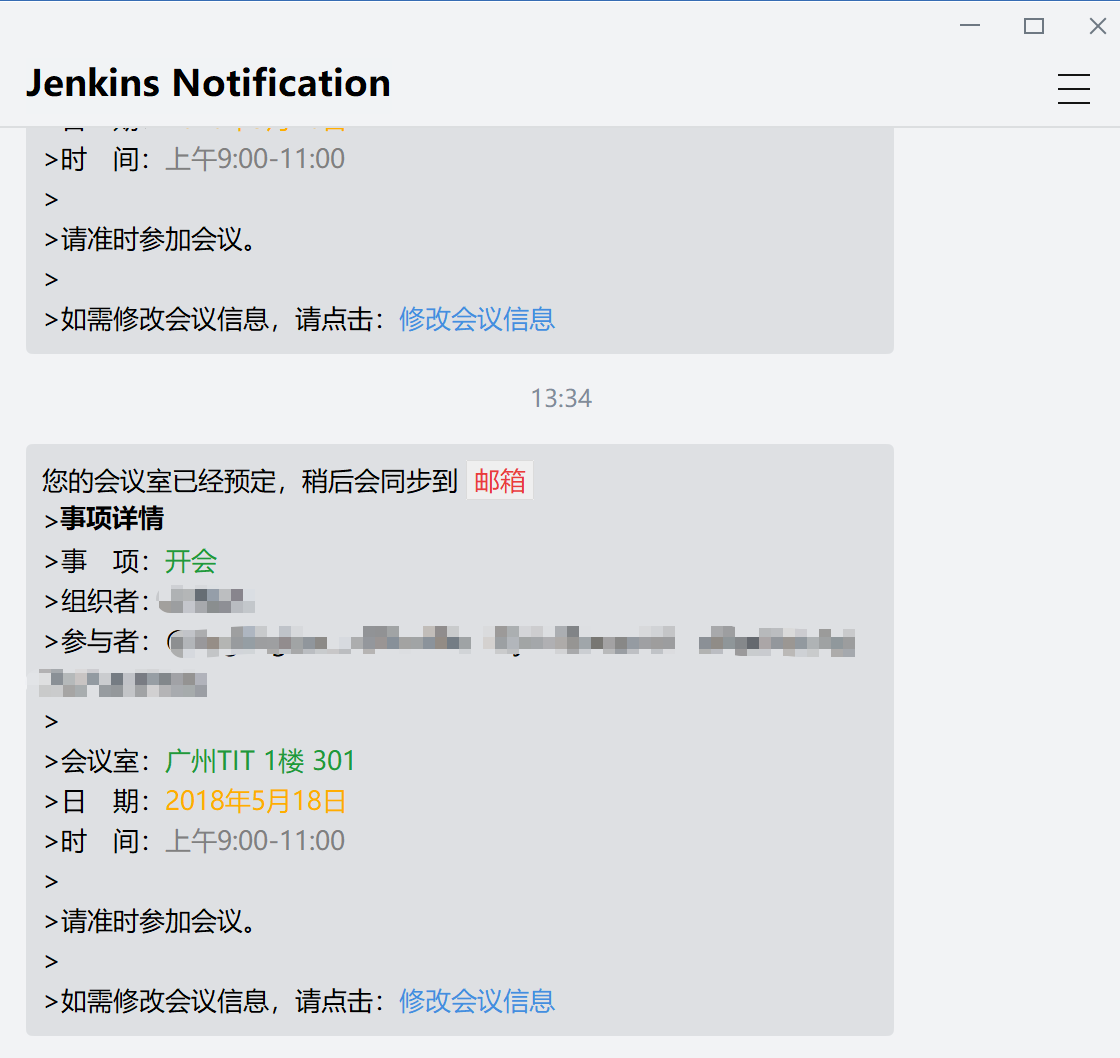 Jenkins Notification
>时 间：上午9:00-11:00
>
>请准时参加会议。
>
>如需修改会议信息，请点击：修改会议信息
13:34
您的会议室已经预定，稍后会同步到 邮箱
>事项详情
>事 项：开会
>组织者：
>参与者：
>
>会议室：广州TIT 1楼 301
>日 期：2018年5月18日
>时 间：上午9:00-11:00
>
>请准时参加会议。
>
>如需修改会议信息，请点击：修改会议信息